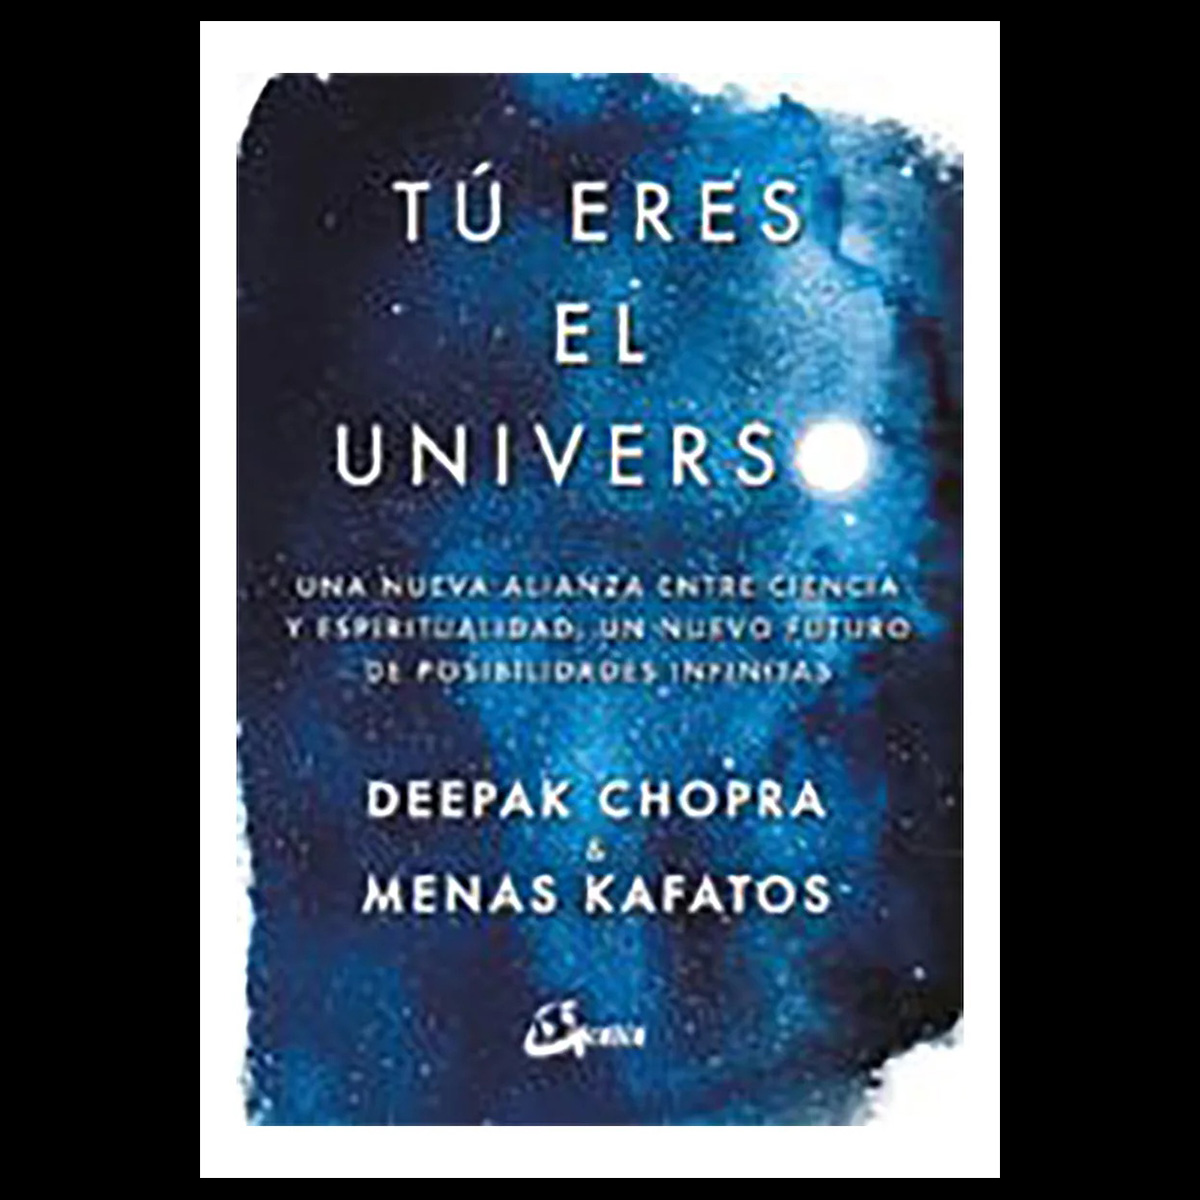 TÚ ERES
EL
UNIVERSO
UNA NUEVA ALIANZA ENTRE CIENCIA
Y ESPIRITUALIDAD, UN NUEVO FUTURO
DE POSIBILIDADES INFINITAS
DEEPAK CHOPRA
&
MENAS KAFATOS